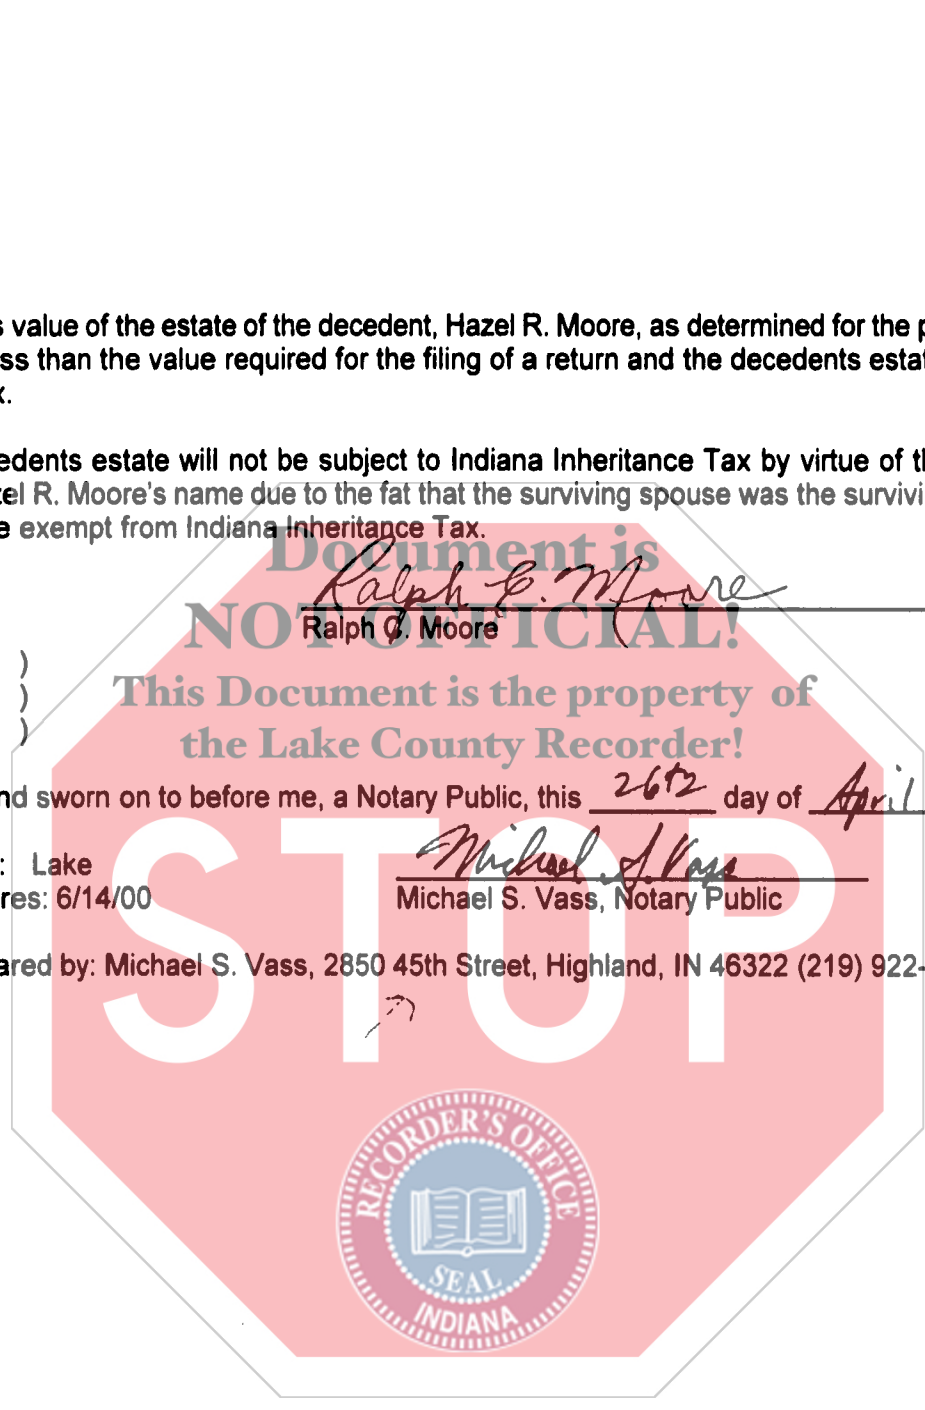 s value of the estate of the decedent, Hazel R. Moore, as determined for the p
ss than the value required for the filing of a return and the decedents estat
x.
edents estate will not be subject to Indiana Inheritance Tax by virtue of th
zel R. Moore's name due to the fat that the surviving spouse was the survivi
e exempt from Indiana Inheritance Tax.
Document is
Ralph C. Moore
NOT OFFICIAL!
Ralph C. Moore
)
This Document is the property of
)
)
the Lake County Recorder!
nd sworn on to before me, a Notary Public, this 26th day of April
STOP
: Lake
Michael S. Vass
res: 6/14/00 Michael S. Vass, Notary Public
ared by: Michael S. Vass, 2850 45th Street, Highland, IN 46322 (219) 922-
RECORDER'S OFFICE
SEAL
INDIANA